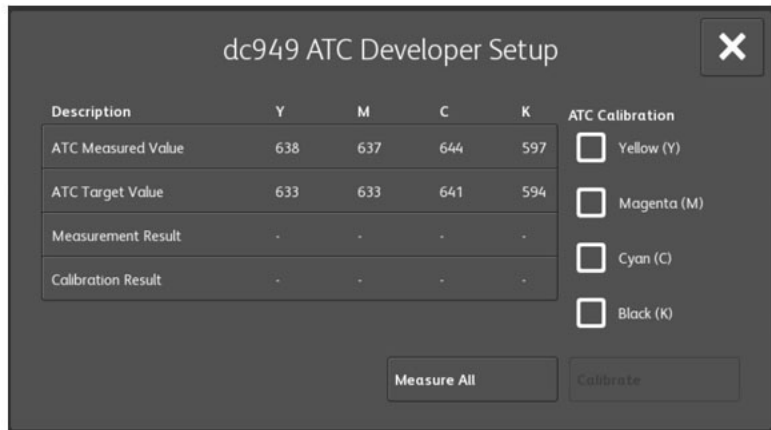 dc949 ATC Developer Setup
Description Y M C K
ATC Measured Value 638 637 644 597
ATC Target Value 633 633 641 594
Measurement Result - - - -
Calibration Result - - - -
ATC Calibration
Yellow (Y)
Magenta (M)
Cyan (C)
Black (K)
Measure All
Calibrate